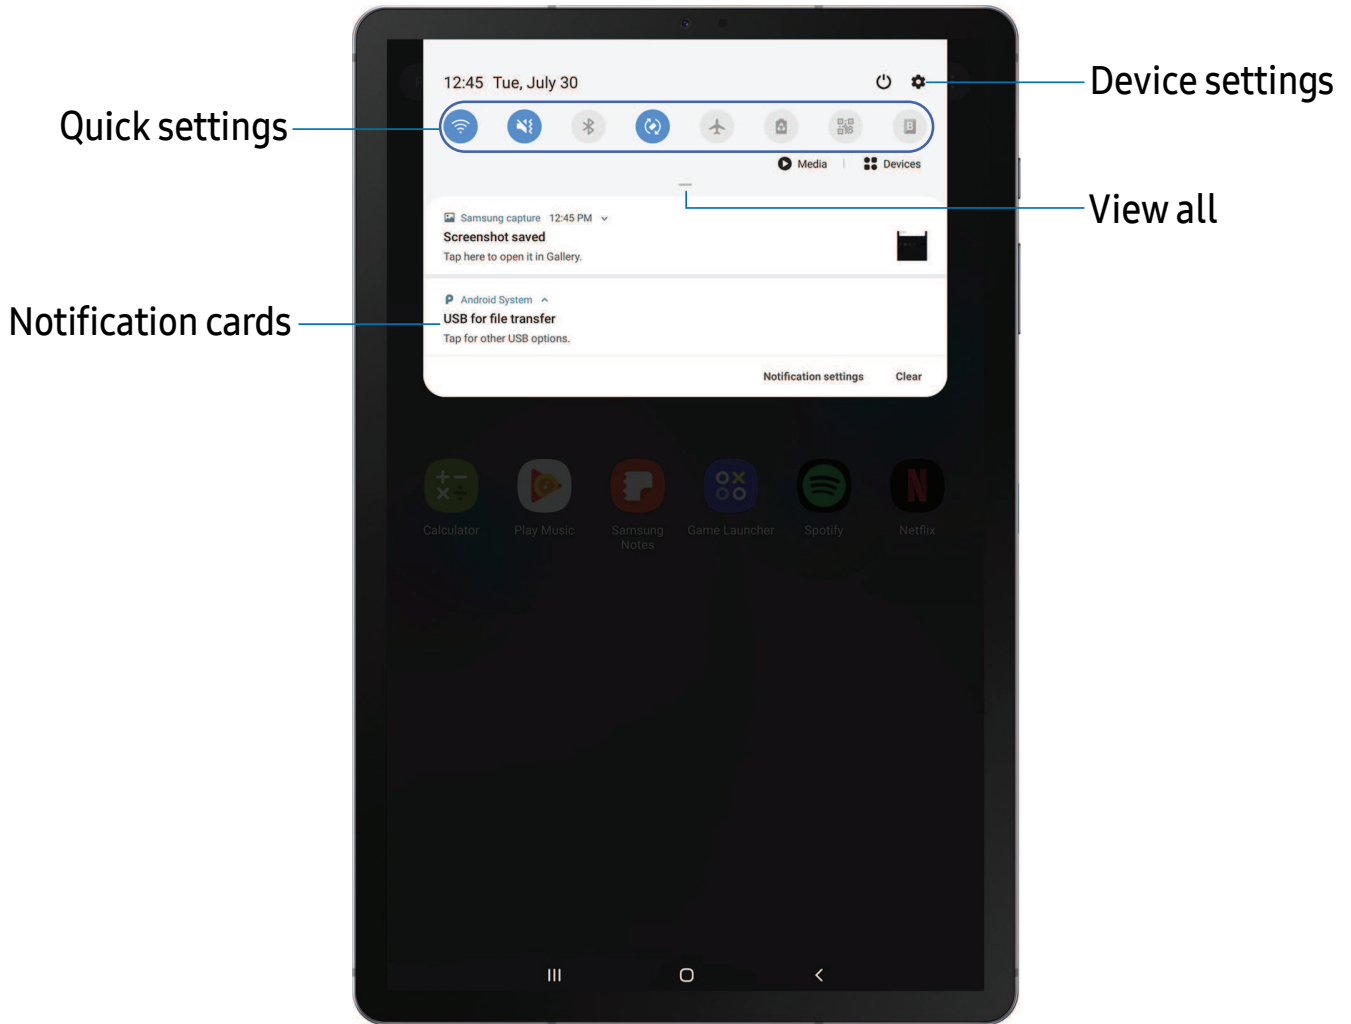 12:45 Tue, July 30
Device settings
Quick settings
Media
Devices
View all
Samsung capture 12:45 PM
Screenshot saved
Tap here to open it in Gallery.
Android System
Notification cards
USB for file transfer
Tap for other USB options.
Notification settings Clear
Calculator
Play Music
Samsung
Notes
Game Launcher
Spotify
Netflix